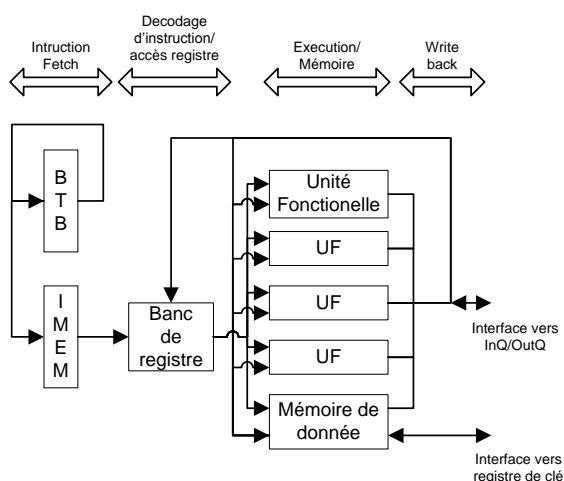 Intruction
Fetch
Decodage
d'instruction/
accès registre
Execution/
Mémoire
Write
back
B
T
B
I
M
E
M
Banc
de
registre
Unité
Fonctionelle
UF
UF
UF
Mémoire de
donnée
Interface vers
InQ/OutQ
Interface vers
registre de clé